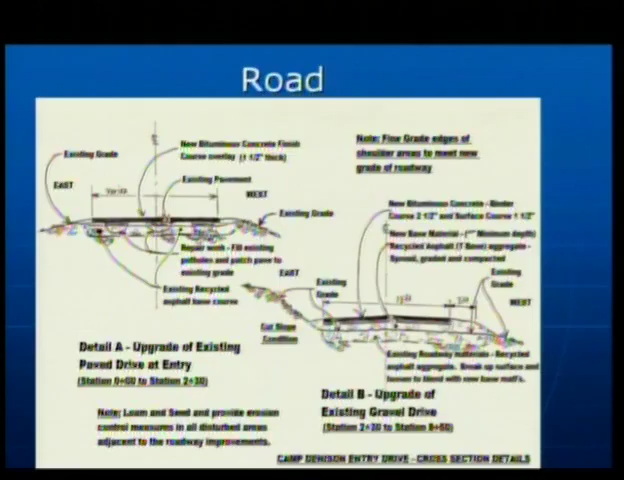 Road
Existing Grade
EAST
New Bituminous Concrete Finish
Course overlay (1 1/2" thick)
Existing Pavement
WEST
Existing Grade
Repair work - Fill existing
potholes and patch pave to
existing grade
Existing Recycled
asphalt base course
Detail A - Upgrade of Existing
Paved Drive at Entry
(Station 0+00 to Station 2+30)
Note: Loam and Seed and provide erosion
control measures in all disturbed areas
adjacent to the roadway improvements.
Note: Fine Grade edges of
shoulder areas to meet new
grade of roadway
New Bituminous Concrete - Binder
Course 2 1/2" and Surface Course 1 1/2"
New Base Material - Minimum depth)
Recycled Asphalt (T Base) aggregate -
Spread, graded and compacted
EAST
Existing
Grade
Existing
Grade
WEST
Cut Slope
Condition
Existing Roadway materials - Recycled
asphalt aggregate. Break up surface and
loosen to blend with new base mat'l.
Detail B - Upgrade of
Existing Gravel Drive
(Station 2+30 to Station
CAMP DENISON ENTRY DRIVE - CROSS SECTION DETAILS